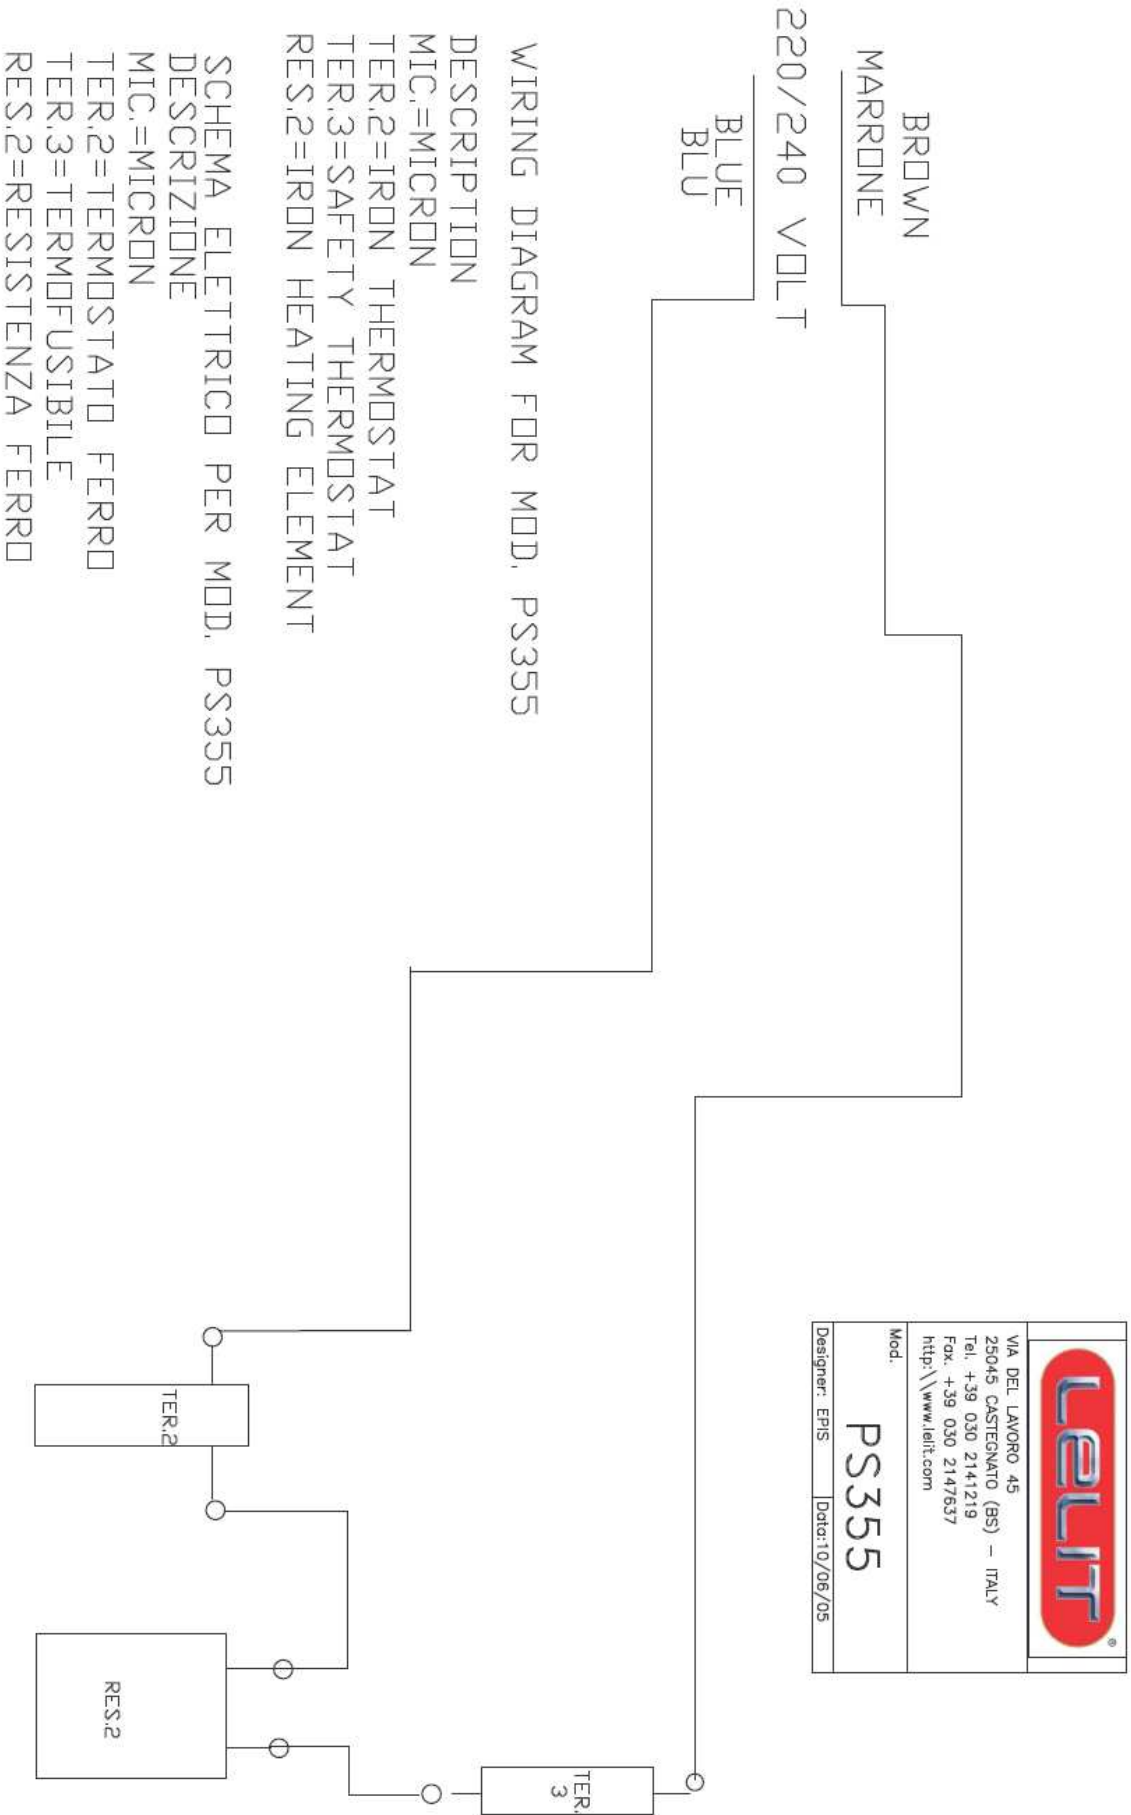 BROWN
MARRONE
220/240 VOLT
BLUE
BLU
WIRING DIAGRAM FOR MOD. PS355
DESCRIPTION
MIC.=MICRON
TER.2=IRON THERMOSTAT
TER.3=SAFETY THERMOSTAT
RES.2=IRON HEATING ELEMENT
SCHEMA ELETTRICO PER MOD. PS355
DESCRIZIONE
MIC.=MICRON
TER.2=TERMOSTATO FERRO
TER.3=TERMOFUSIBILE
RES.2=RESISTENZA FERRO
LELIT®
VIA DEL LAVORO 45
25045 CASTEGNATO (BS) - ITALY
Tel. +39 030 2141219
Fax. +39 030 2147637
http:\\www.lelit.com
Mod.
PS355
Designer: EPIS Data:10/06/05
TER.2
RES.2
TER.
3